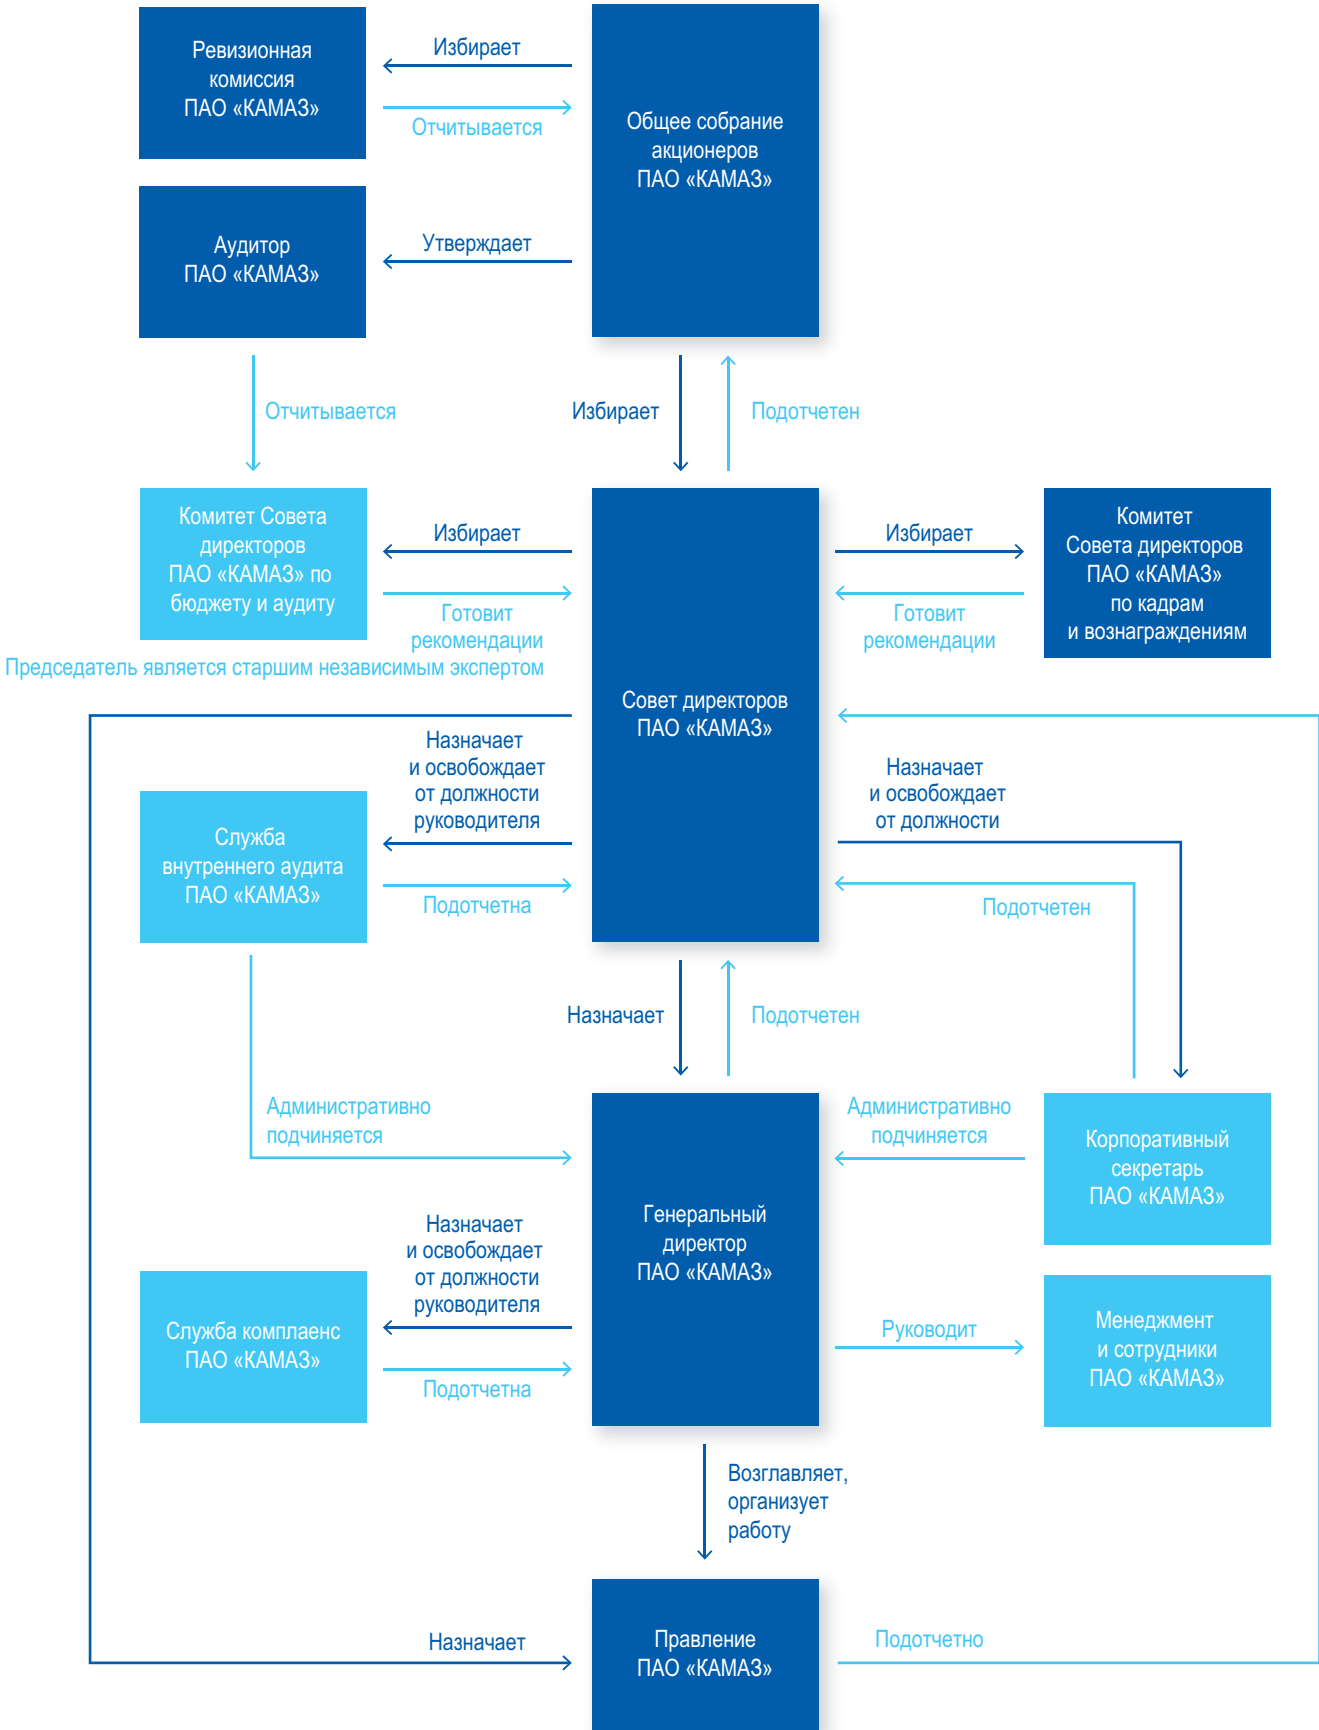 Ревизионная
комиссия
ПАО «КАМАЗ»
Избирает
Отчитывается
Общее собрание
акционеров
ПАО «КАМАЗ»
Аудитор
ПАО «КАМАЗ»
Утверждает
Отчитывается
Избирает
Подотчетен
Комитет Совета
директоров
ПАО «КАМАЗ» по
бюджету и аудиту
Избирает
Готовит
рекомендации
Председатель является старшим независимым экспертом
Совет директоров
ПАО «КАМАЗ»
Избирает
Готовит
рекомендации
Комитет
Совета директоров
ПАО «КАМАЗ»
по кадрам
и вознаграждениям
Назначает
и освобождает
от должности
руководителя
Служба
внутреннего аудита
ПАО «КАМАЗ»
Подотчетна
Назначает
и освобождает
от должности
Подотчетен
Назначает
Подотчетен
Административно
подчиняется
Административно
подчиняется
Корпоративный
секретарь
ПАО «КАМАЗ»
Генеральный
директор
ПАО «КАМАЗ»
Назначает
и освобождает
от должности
руководителя
Служба комплаенс
ПАО «КАМАЗ»
Подотчетна
Руководит
Менеджмент
и сотрудники
ПАО «КАМАЗ»
Возглавляет,
организует
работу
Назначает
Правление
ПАО «КАМАЗ»
Подотчетно